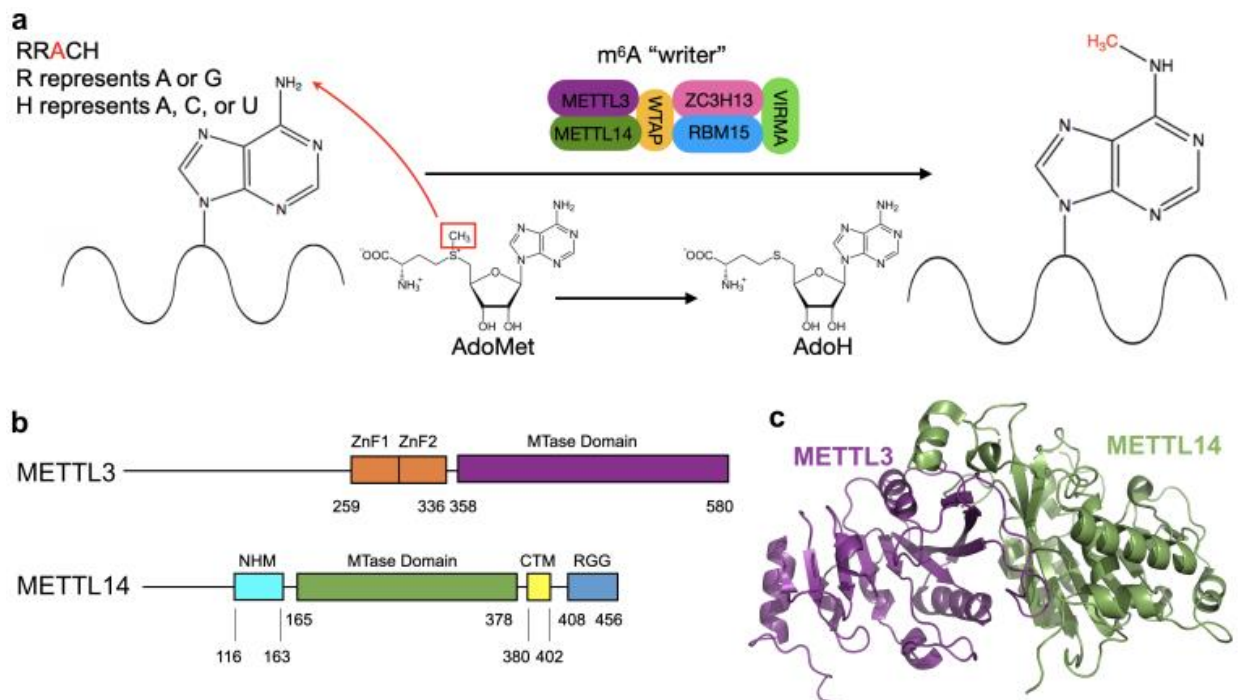 a
RRACH
R represents A or G
H represents A, C, or U
NH₂
N
N
N
N
m⁶A "writer"
METTL3
METTL14
WTAP
ZC3H13
RBM15
VIRMA
H₃C
NH
N
N
N
N
CH₃
⁻OOC
S⁺
NH₃⁺
NH₂
N
N
N
N
O
OH OH
AdoMet
⁻OOC
S
NH₃⁺
NH₂
N
N
N
N
O
OH OH
AdoH
b
ZnF1 ZnF2 MTase Domain
METTL3
259 336 358 580
NHM MTase Domain CTM RGG
METTL14
165 378 408 456
116 163 380 402
c
METTL3
METTL14